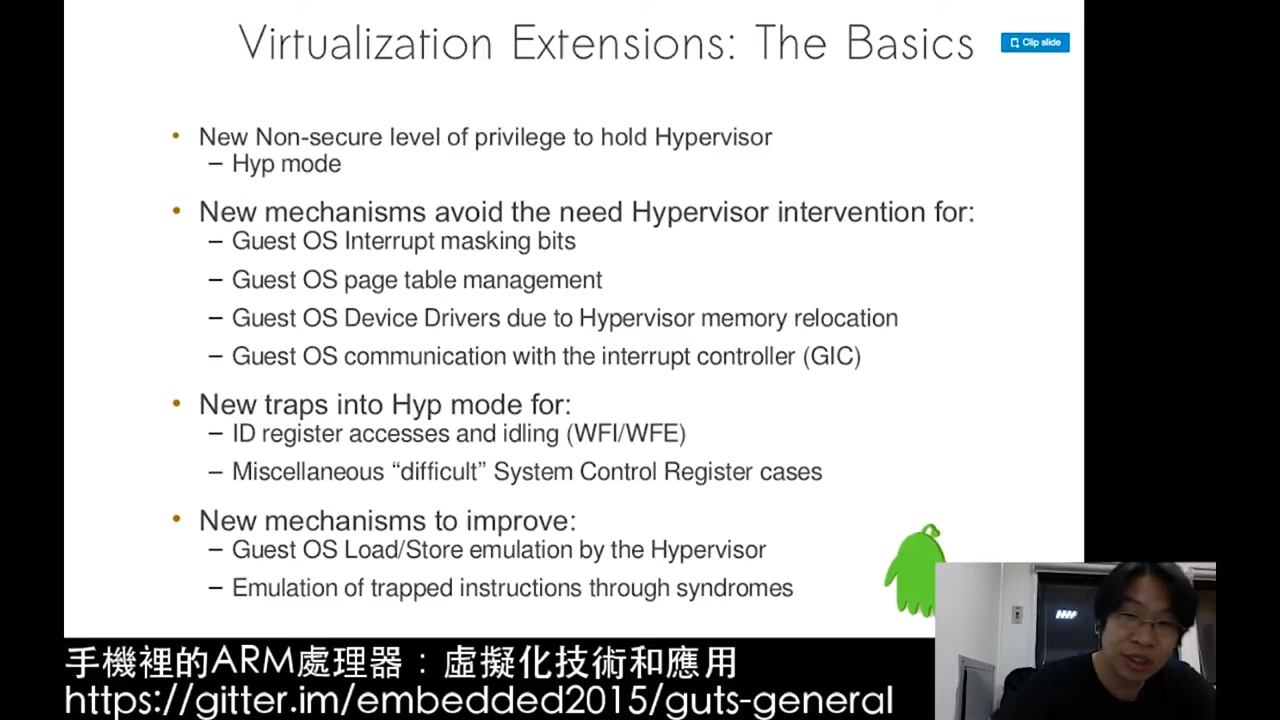 Virtualization Extensions: The Basics
Clip slide
• New Non-secure level of privilege to hold Hypervisor
– Hyp mode
• New mechanisms avoid the need Hypervisor intervention for:
– Guest OS Interrupt masking bits
– Guest OS page table management
– Guest OS Device Drivers due to Hypervisor memory relocation
– Guest OS communication with the interrupt controller (GIC)
• New traps into Hyp mode for:
– ID register accesses and idling (WFI/WFE)
– Miscellaneous “difficult” System Control Register cases
• New mechanisms to improve:
– Guest OS Load/Store emulation by the Hypervisor
– Emulation of trapped instructions through syndromes
手機裡的ARM處理器：虛擬化技術和應用
https://gitter.im/embedded2015/guts-general